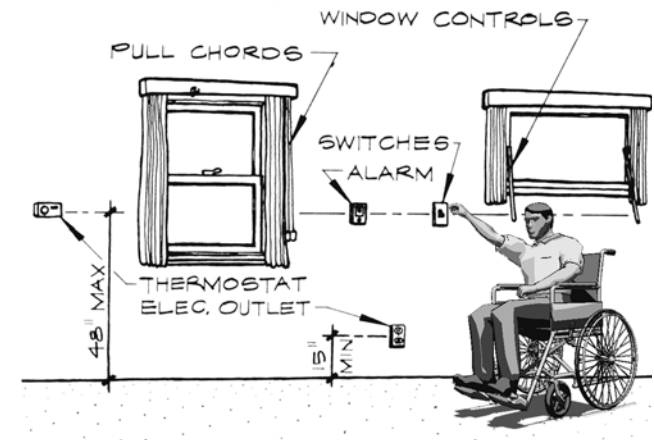 WINDOW CONTROLS
PULL CHORDS
SWITCHES
ALARM
THERMOSTAT
ELEC. OUTLET
48" MAX
15" MIN